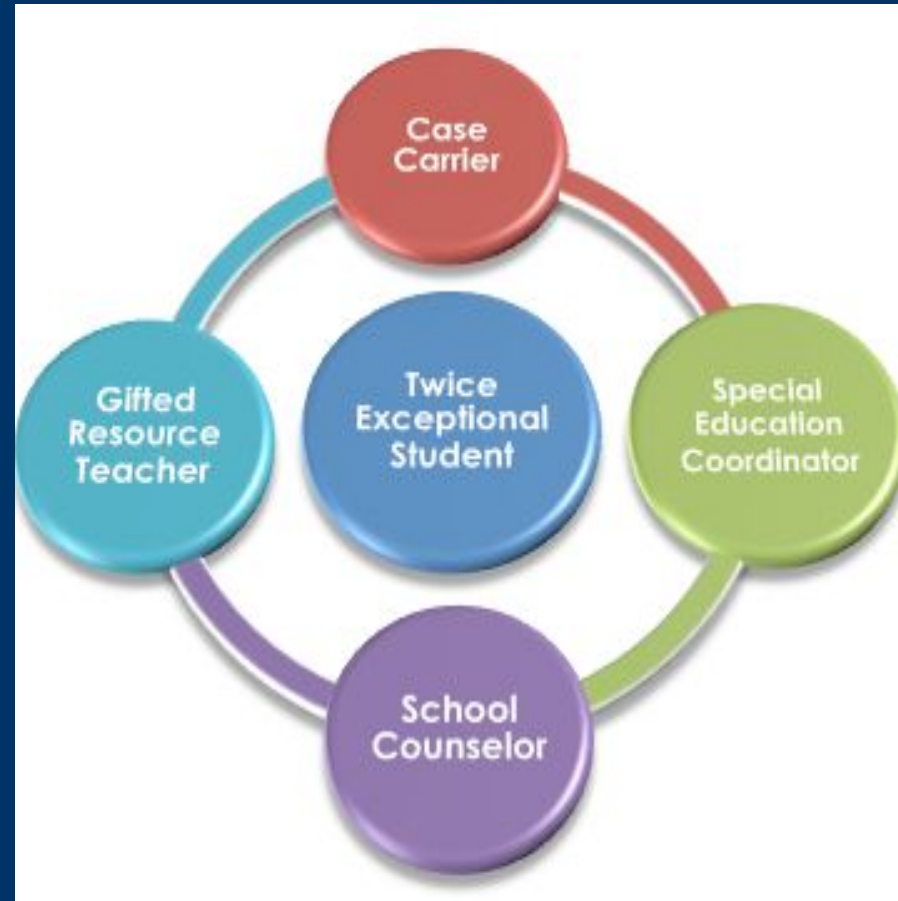 Case
Carrier
Gifted
Resource
Teacher
Twice
Exceptional
Student
Special
Education
Coordinator
School
Counselor